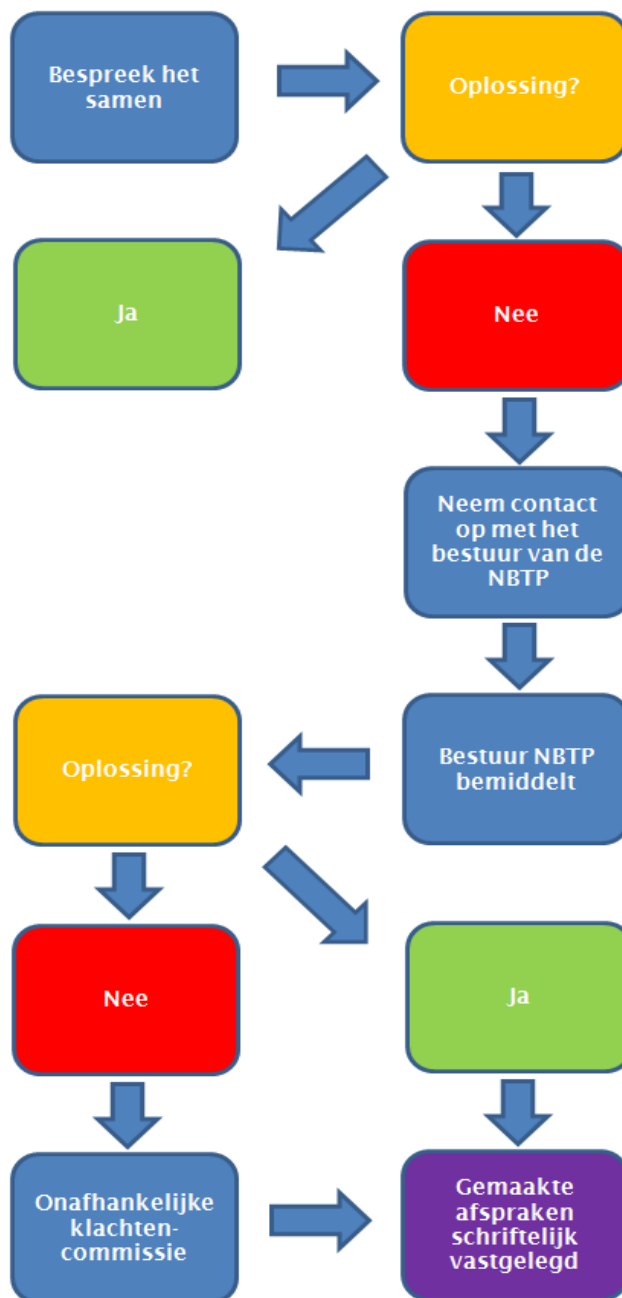 Bespreek het
samen
Oplossing?
Ja
Nee
Neem contact
op met het
bestuur van de
NBTP
Bestuur NBTP
bemiddelt
Oplossing?
Nee
Ja
Onafhankelijke
klachten-
commissie
Gemaakte
afspraken
schriftelijk
vastgelegd